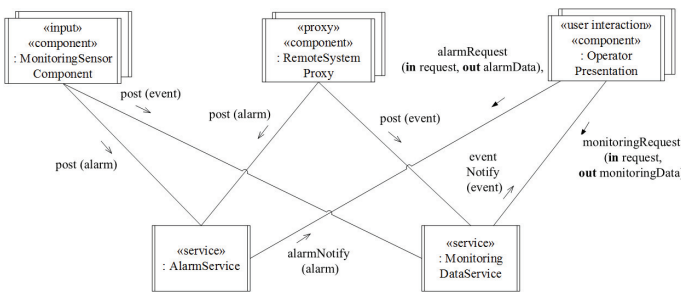 «input»
«component»
: MonitoringSensor
Component
«proxy»
«component»
: RemoteSystem
Proxy
«user interaction»
«component»
: Operator
Presentation
alarmRequest
(in request, out alarmData),
post (event)
post (alarm)
post (event)
post (alarm)
event
Notify
(event)
monitoringRequest
(in request,
out monitoringData)
«service»
: AlarmService
alarmNotify
(alarm)
«service»
: Monitoring
DataService